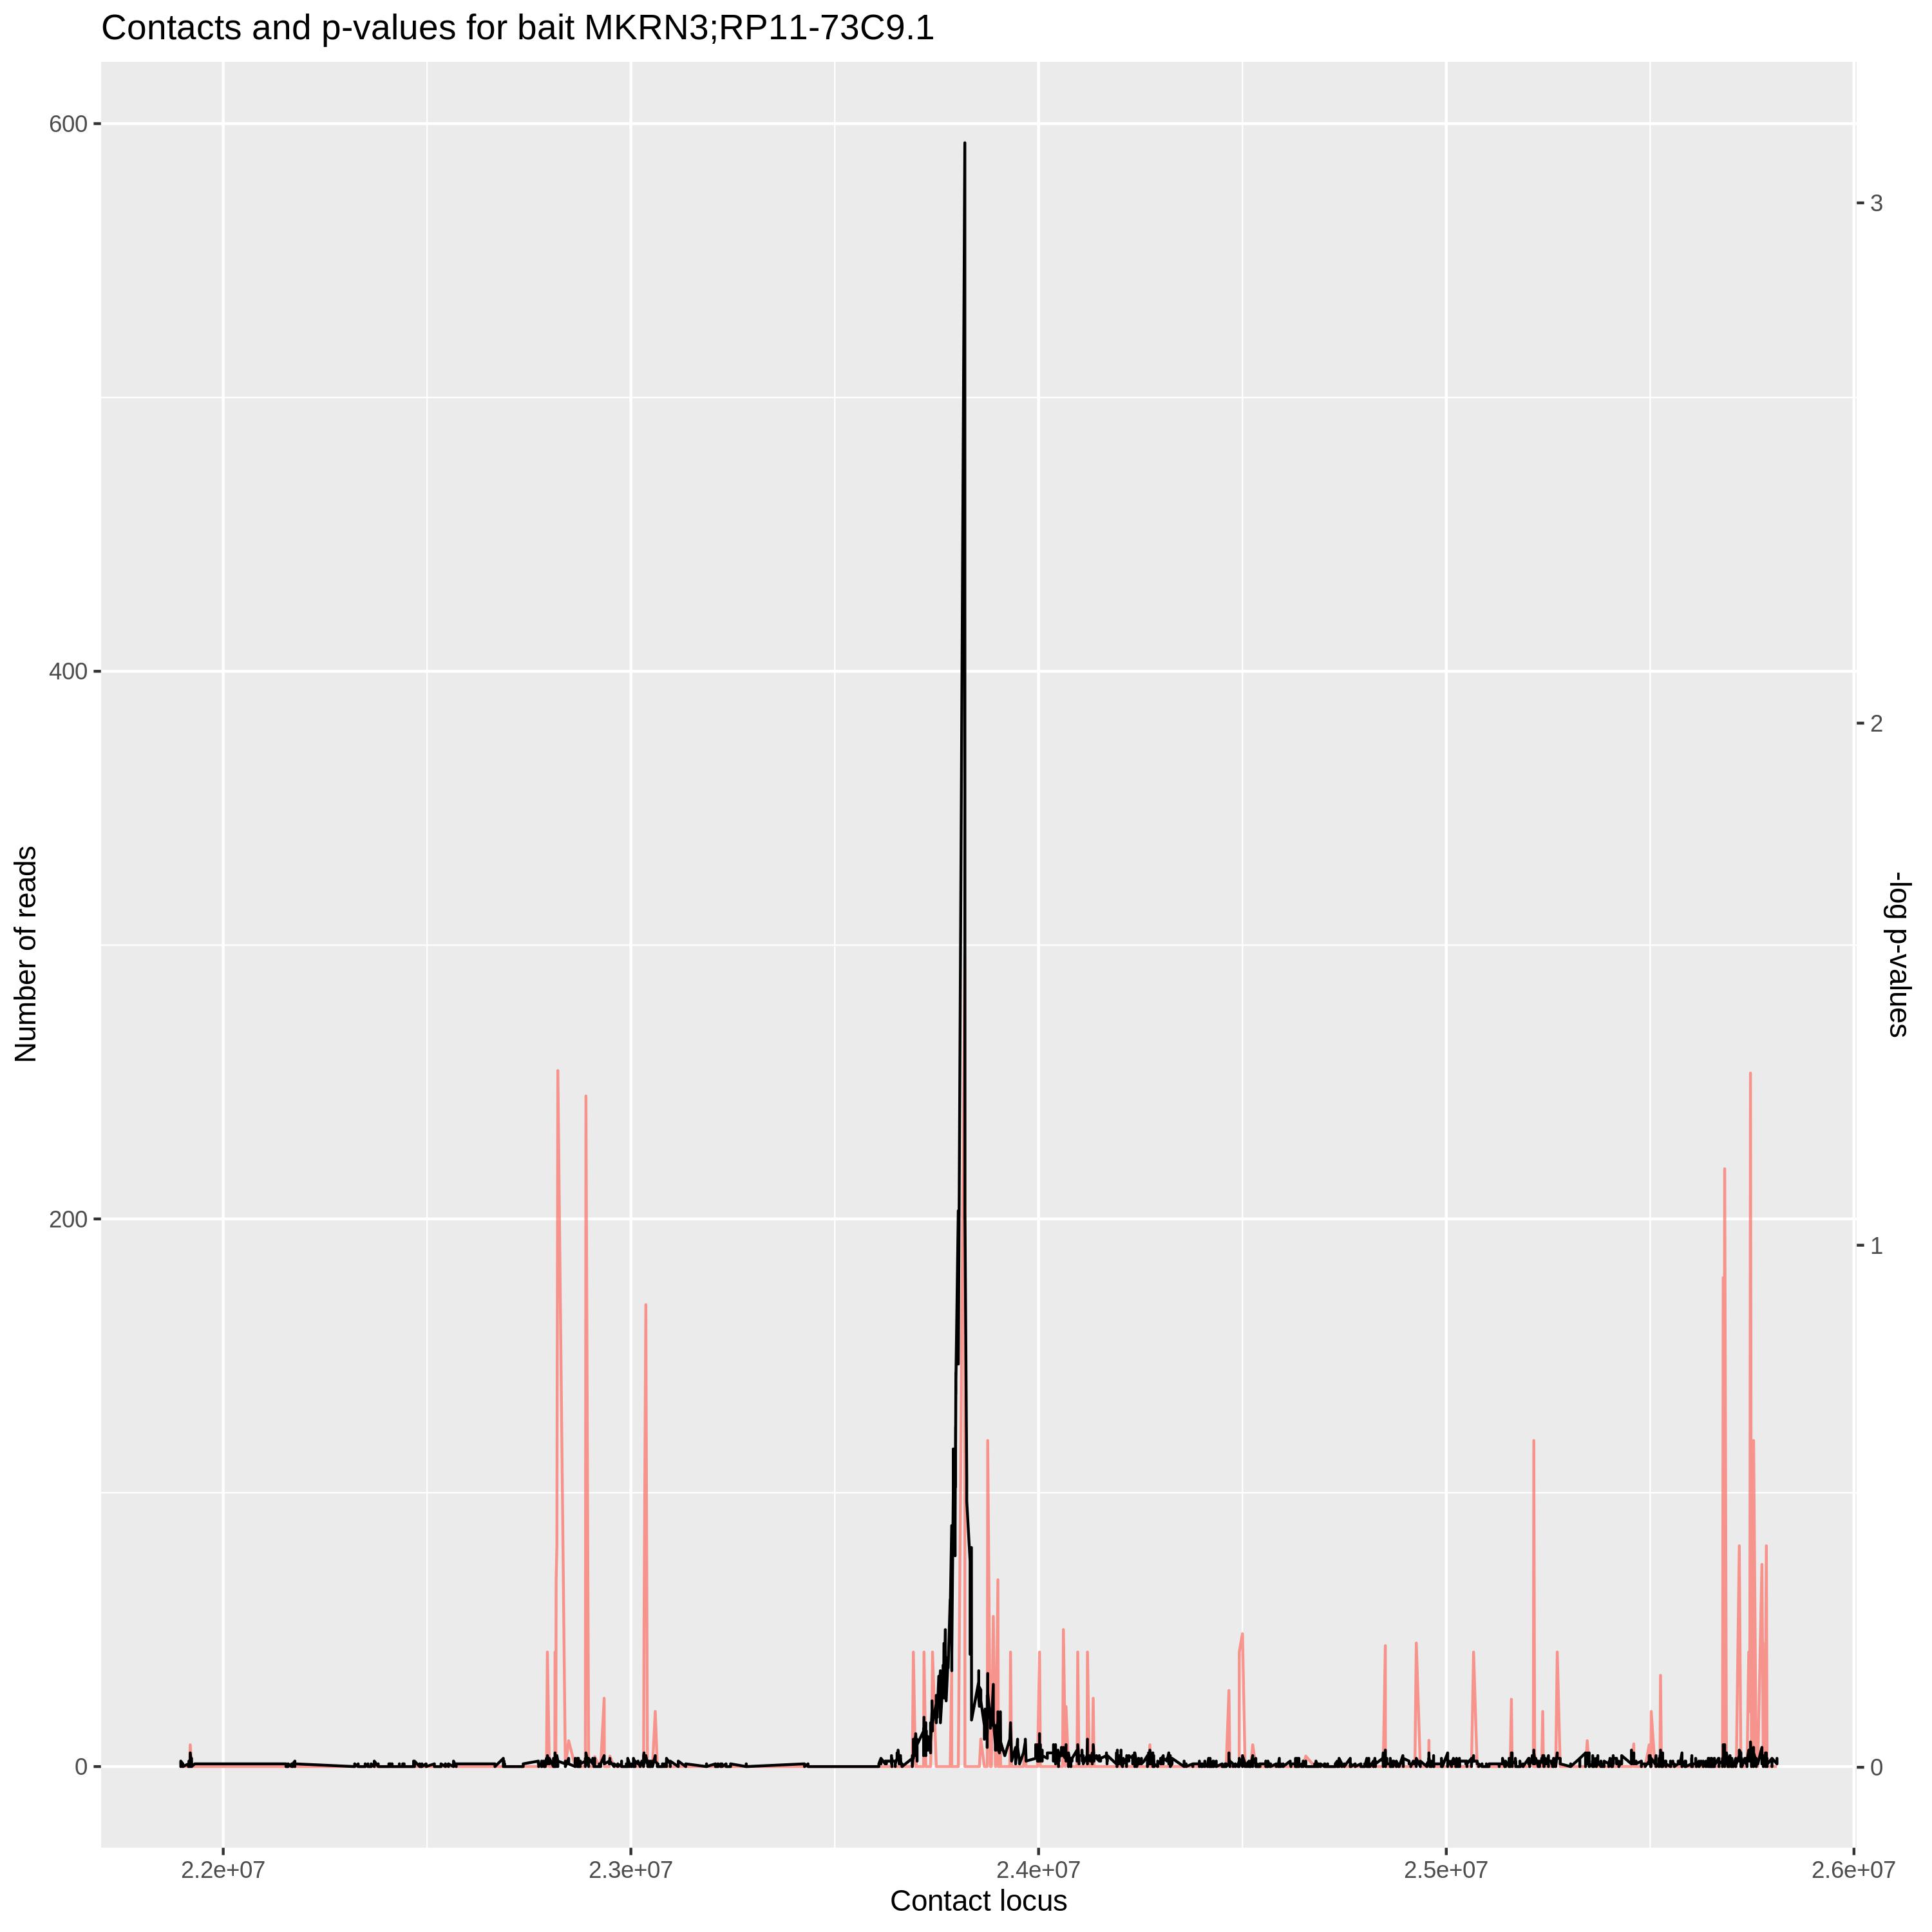 Contacts and p-values for bait MKRN3;RP11-73C9.1
600
400
200
0
Number of reads
3
2
1
0
-log p-values
2.2e+07
2.3e+07
2.4e+07
2.5e+07
2.6e+07
Contact locus